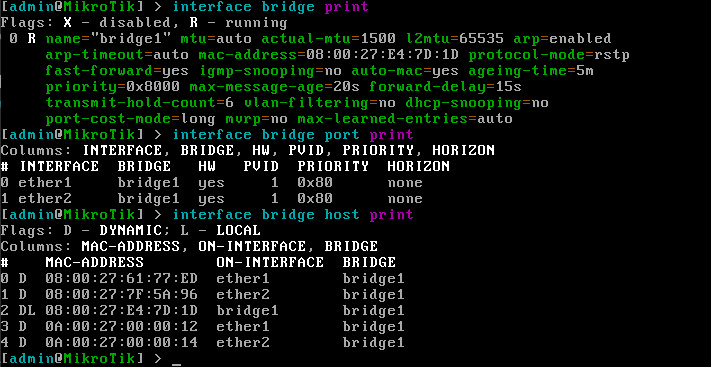 [admin@MikroTik] > interface bridge print
Flags: X - disabled, R - running
0 R name="bridge1" mtu=auto actual-mtu=1500 l2mtu=65535 arp=enabled
arp-timeout=auto mac-address=08:00:27:E4:7D:1D protocol-mode=rstp
fast-forward=yes igmp-snooping=no auto-mac=yes ageing-time=5m
priority=0x8000 max-message-age=20s forward-delay=15s
transmit-hold-count=6 vlan-filtering=no dhcp-snooping=no
port-cost-mode=long mvrp=no max-learned-entries=auto
[admin@MikroTik] > interface bridge port print
Columns: INTERFACE, BRIDGE, HW, PVID, PRIORITY, HORIZON
# INTERFACE BRIDGE HW PVID PRIORITY HORIZON
0 ether1 bridge1 yes 1 0x80 none
1 ether2 bridge1 yes 1 0x80 none
[admin@MikroTik] > interface bridge host print
Flags: D - DYNAMIC; L - LOCAL
Columns: MAC-ADDRESS, ON-INTERFACE, BRIDGE
# MAC-ADDRESS ON-INTERFACE BRIDGE
0 D 08:00:27:61:77:ED ether1 bridge1
1 D 08:00:27:7F:5A:96 ether2 bridge1
2 DL 08:00:27:E4:7D:1D bridge1 bridge1
3 D 0A:00:27:00:00:12 ether1 bridge1
4 D 0A:00:27:00:00:14 ether2 bridge1
[admin@MikroTik] > _